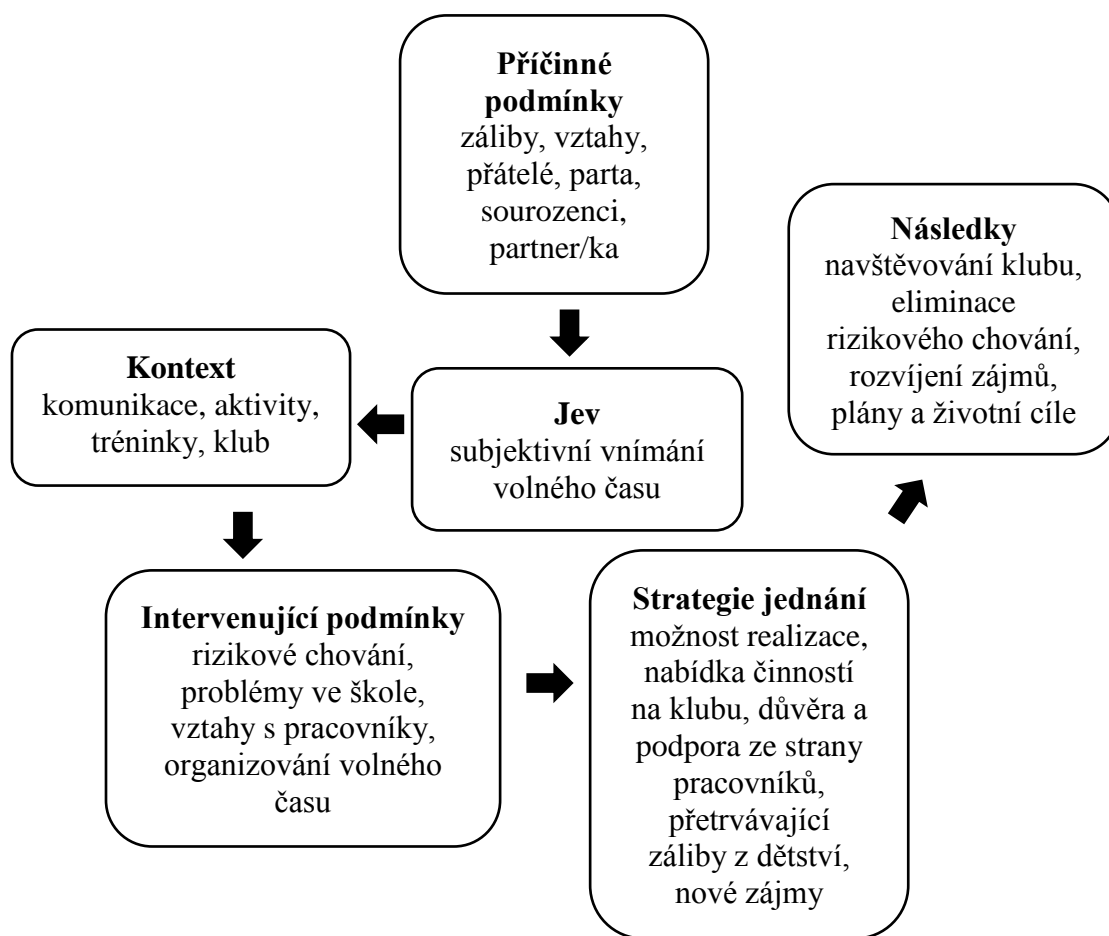 Příčinné
podmínky
záliby, vztahy,
přátelé, parta,
sourozenci,
partner/ka
Následky
navštěvování klubu,
eliminace
rizikového chování,
rozvíjení zájmů,
plány a životní cíle
Kontext
komunikace, aktivity,
tréninky, klub
Jev
subjektivní vnímání
volného času
Intervenující podmínky
rizikové chování,
problémy ve škole,
vztahy s pracovníky,
organizování volného
času
Strategie jednání
možnost realizace,
nabídka činností
na klubu, důvěra a
podpora ze strany
pracovníků,
přetrvávající
záliby z dětství,
nové zájmy